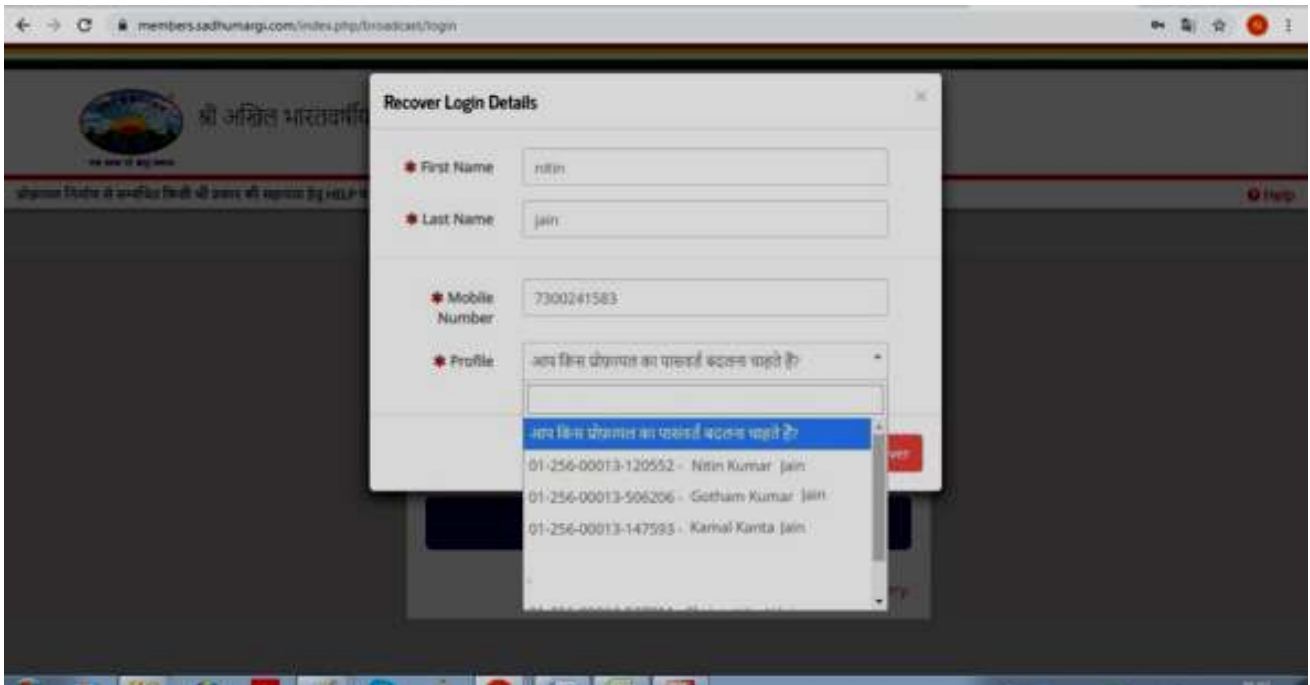 members.sadhumargi.com/index.php/broadcast/login
श्री अखिल भारतवर्षीय
Recover Login Details
×
✱ First Name
nitin
Help
✱ Last Name
jain
✱ Mobile
Number
7300241583
✱ Profile
आप किस प्रोफ़ायल का पासवर्ड बदलना चाहते हैं?
आप किस प्रोफ़ायल का पासवर्ड बदलना चाहते हैं?
01-256-00013-120552 - Nitin Kumar Jain
01-256-00013-506206 - Gotham Kumar Jain
01-256-00013-147593 - Kamal Kanta Jain